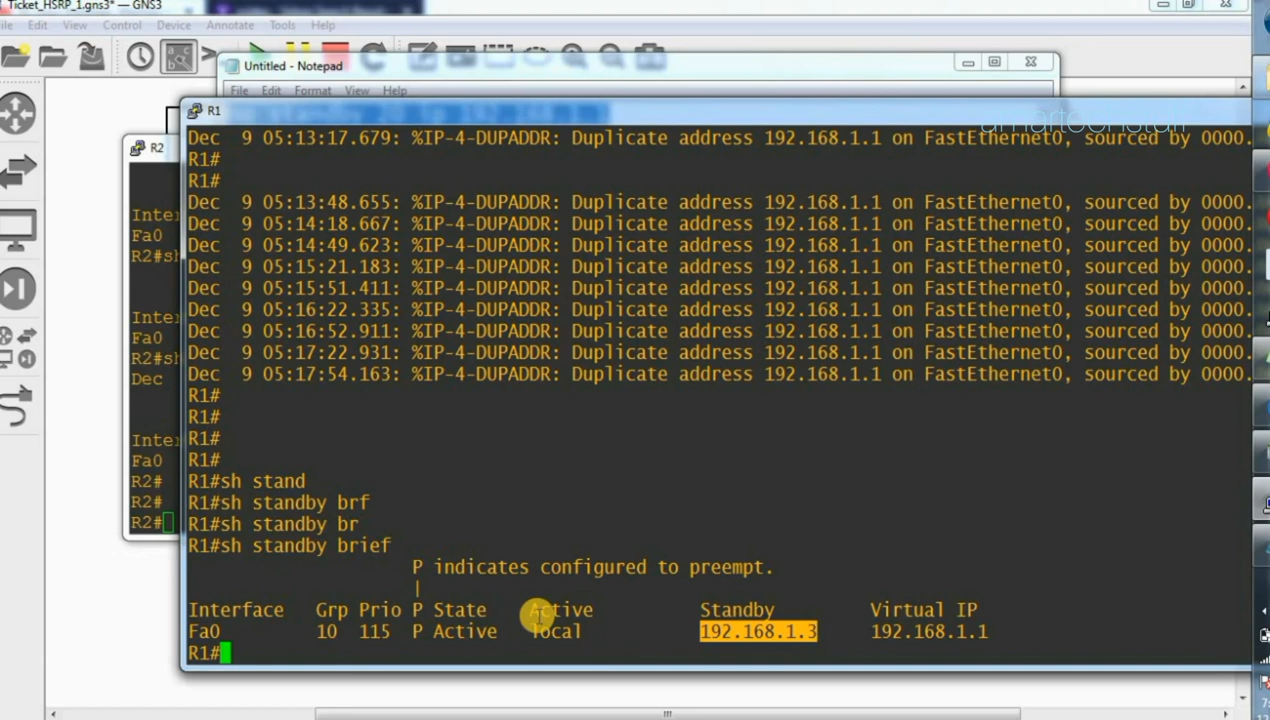 Ticket_HSRP_1.gns3* — GNS3
File Edit View Control Device Annotate Tools Help
Untitled - Notepad
File Edit Format View Help
R1
R2
Dec 9 05:13:17.679: %IP-4-DUPADDR: Duplicate address 192.168.1.1 on FastEthernet0, sourced by 0000.
R1#
R1#
Dec 9 05:13:48.655: %IP-4-DUPADDR: Duplicate address 192.168.1.1 on FastEthernet0, sourced by 0000.
Dec 9 05:14:18.667: %IP-4-DUPADDR: Duplicate address 192.168.1.1 on FastEthernet0, sourced by 0000.
Dec 9 05:14:49.623: %IP-4-DUPADDR: Duplicate address 192.168.1.1 on FastEthernet0, sourced by 0000.
Dec 9 05:15:21.183: %IP-4-DUPADDR: Duplicate address 192.168.1.1 on FastEthernet0, sourced by 0000.
Dec 9 05:15:51.411: %IP-4-DUPADDR: Duplicate address 192.168.1.1 on FastEthernet0, sourced by 0000.
Dec 9 05:16:22.335: %IP-4-DUPADDR: Duplicate address 192.168.1.1 on FastEthernet0, sourced by 0000.
Dec 9 05:16:52.911: %IP-4-DUPADDR: Duplicate address 192.168.1.1 on FastEthernet0, sourced by 0000.
Dec 9 05:17:22.931: %IP-4-DUPADDR: Duplicate address 192.168.1.1 on FastEthernet0, sourced by 0000.
Dec 9 05:17:54.163: %IP-4-DUPADDR: Duplicate address 192.168.1.1 on FastEthernet0, sourced by 0000.
R1#
R1#
R1#
R1#
R1#sh stand
R1#sh standby brf
R1#sh standby br
R1#sh standby brief
P indicates configured to preempt.
|
Interface Grp Prio P State Active Standby Virtual IP
Fa0 10 115 P Active local 192.168.1.3 192.168.1.1
R1#
Inter
Fa0
R2#sh
Inter
Fa0
R2#sh
Dec
Inter
Fa0
R2#
R2#
R2#